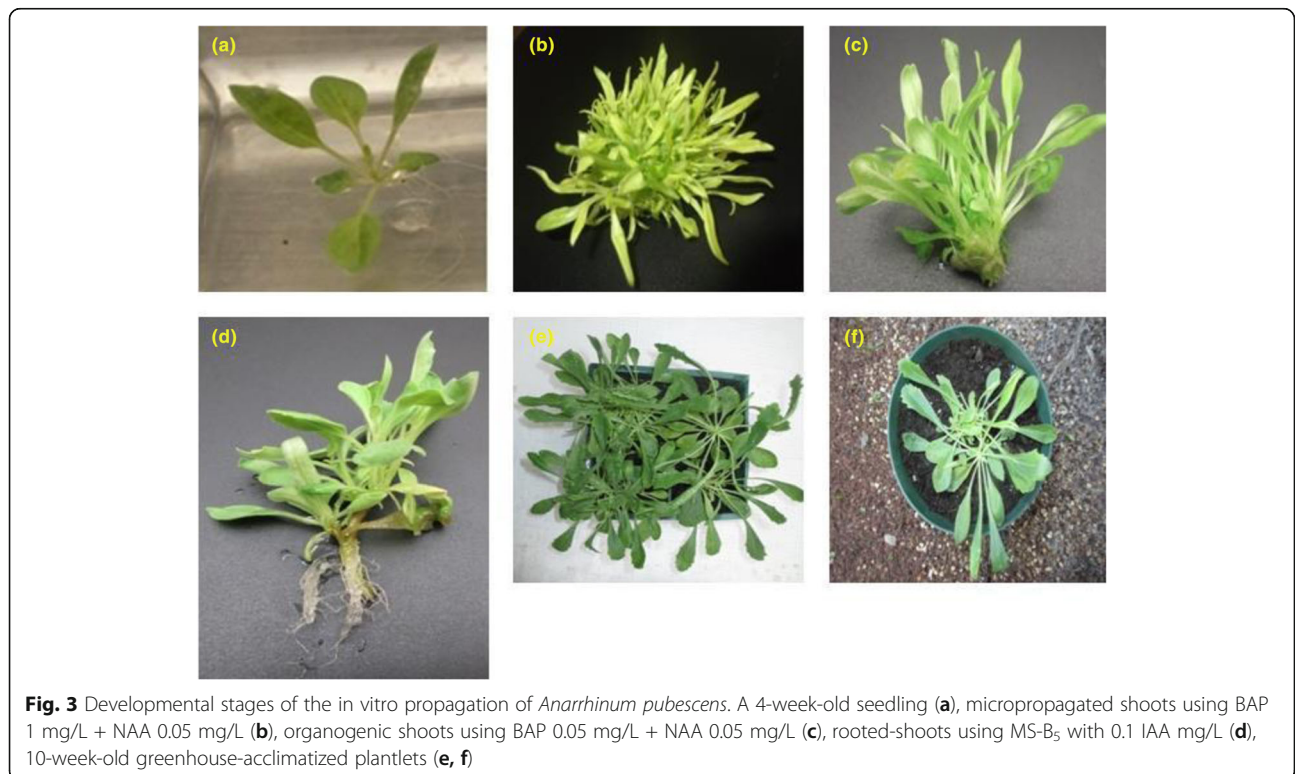 (a)
(b)
(c)
(d)
(e)
(f)
Fig. 3 Developmental stages of the in vitro propagation of Anarrhinum pubescens. A 4-week-old seedling (a), micropropagated shoots using BAP
1 mg/L + NAA 0.05 mg/L (b), organogenic shoots using BAP 0.05 mg/L + NAA 0.05 mg/L (c), rooted-shoots using MS-B5 with 0.1 IAA mg/L (d),
10-week-old greenhouse-acclimatized plantlets (e, f)